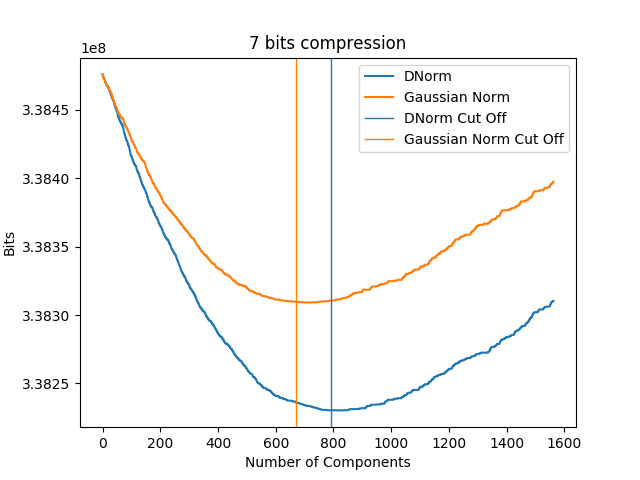 7 bits compression
1e8
DNorm
Gaussian Norm
DNorm Cut Off
Gaussian Norm Cut Off
3.3845
3.3840
3.3835
3.3830
3.3825
Bits
0 200 400 600 800 1000 1200 1400 1600
Number of Components